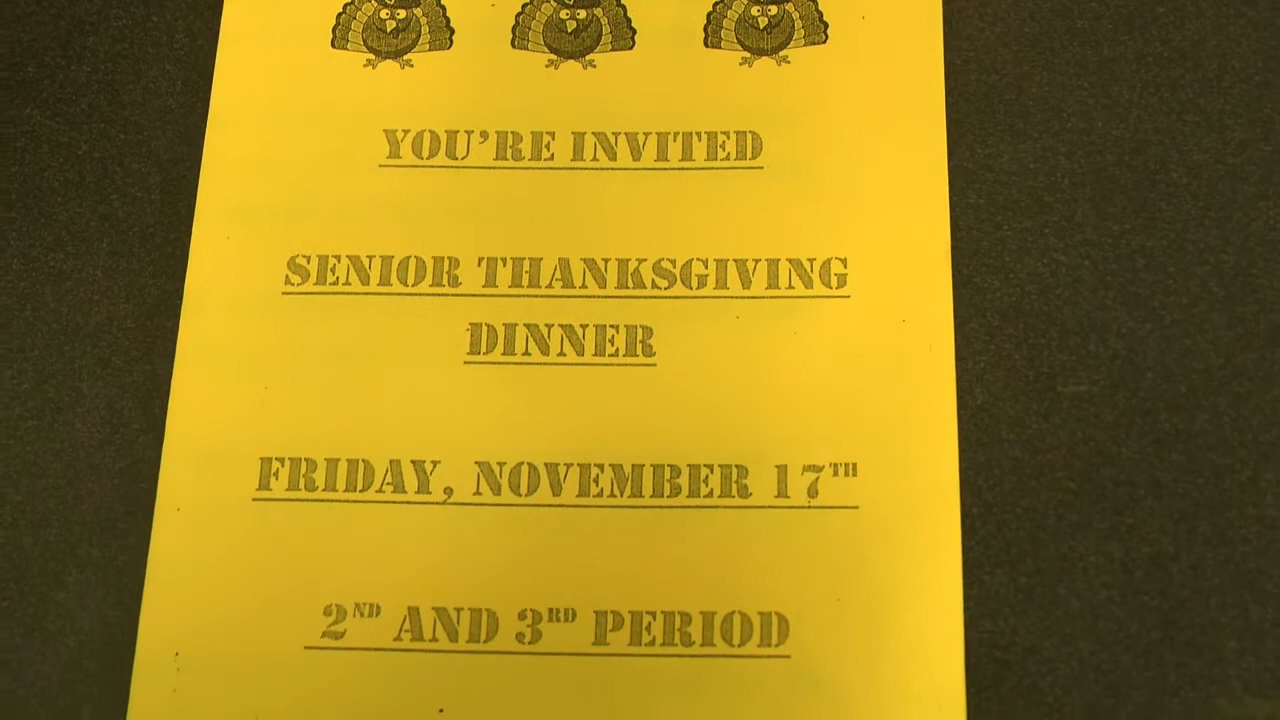 YOU'RE INVITED
SENIOR THANKSGIVING
DINNER
FRIDAY, NOVEMBER 17TH
2ND AND 3RD PERIOD